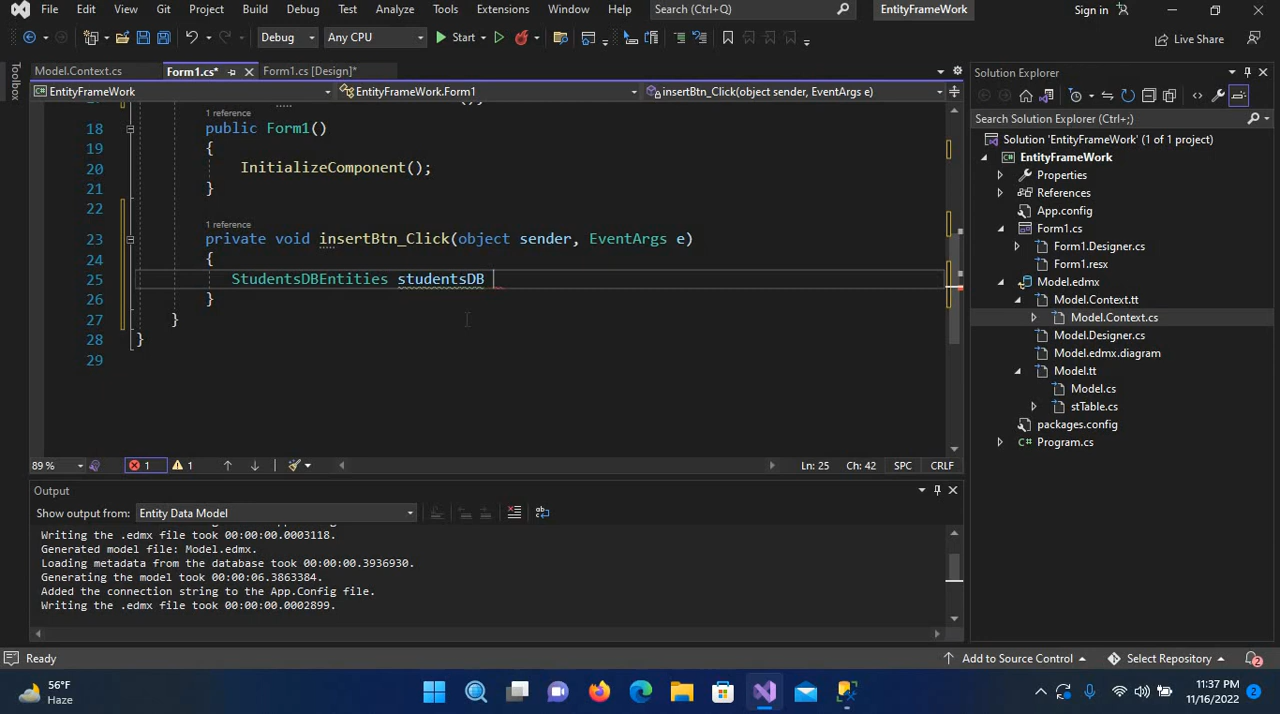 File Edit View Git Project Build Debug Test Analyze Tools Extensions Window Help Search (Ctrl+Q) EntityFrameWork Sign in
Debug Any CPU Start Live Share
Toolbox
Model.Context.cs Form1.cs* Form1.cs [Design]*
EntityFrameWork EntityFrameWork.Form1 insertBtn_Click(object sender, EventArgs e)
1 reference
18 public Form1()
19 {
20 InitializeComponent();
21 }
22
1 reference
23 private void insertBtn_Click(object sender, EventArgs e)
24 {
25 StudentsDBEntities studentsDB
26 }
27 }
28 }
29
89 % 1 1 Ln: 25 Ch: 42 SPC CRLF
Output
Show output from: Entity Data Model
Writing the .edmx file took 00:00:00.0003118.
Generated model file: Model.edmx.
Loading metadata from the database took 00:00:00.3936930.
Generating the model took 00:00:06.3863384.
Added the connection string to the App.Config file.
Writing the .edmx file took 00:00:00.0002899.
Solution Explorer
Search Solution Explorer (Ctrl+;)
Solution 'EntityFrameWork' (1 of 1 project)
EntityFrameWork
Properties
References
App.config
Form1.cs
Form1.Designer.cs
Form1.resx
Model.edmx
Model.Context.tt
Model.Context.cs
Model.Designer.cs
Model.edmx.diagram
Model.tt
Model.cs
stTable.cs
packages.config
C# Program.cs
Ready Add to Source Control Select Repository 2
56°F
Haze
11:37 PM
11/16/2022 2